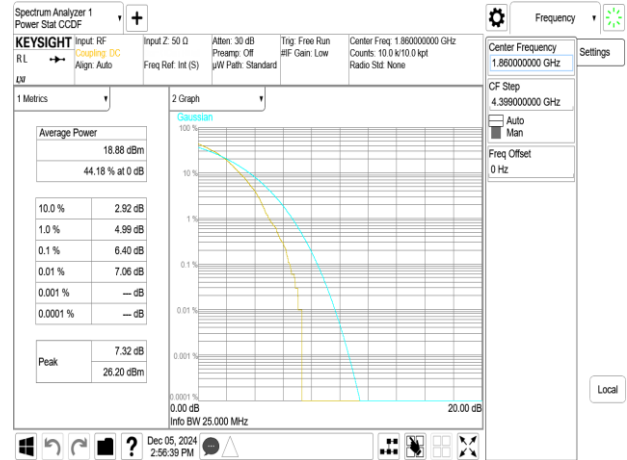 Spectrum Analyzer 1
Power Stat CCDF
Frequency
Settings
KEYSIGHT
RL
LXI
Input: RF
Coupling: DC
Align: Auto
Input Z: 50 Ω
Freq Ref: Int (S)
Atten: 30 dB
Preamp: Off
µW Path: Standard
Trig: Free Run
#IF Gain: Low
Center Freq: 1.860000000 GHz
Counts: 10.0 k/10.0 kpt
Radio Std: None
Center Frequency
1.860000000 GHz
CF Step
4.399000000 GHz
Auto
Man
Freq Offset
0 Hz
1 Metrics
Average Power
18.88 dBm
44.18 % at 0 dB
10.0 % 2.92 dB
1.0 % 4.99 dB
0.1 % 6.40 dB
0.01 % 7.06 dB
0.001 % --- dB
0.0001 % --- dB
Peak
7.32 dB
26.20 dBm
2 Graph
Gaussian
100 %
10 %
1 %
0.1 %
0.01 %
0.001 %
0.0001 %
0.00 dB 20.00 dB
Info BW 25.000 MHz
Local
?
Dec 05, 2024
2:56:39 PM